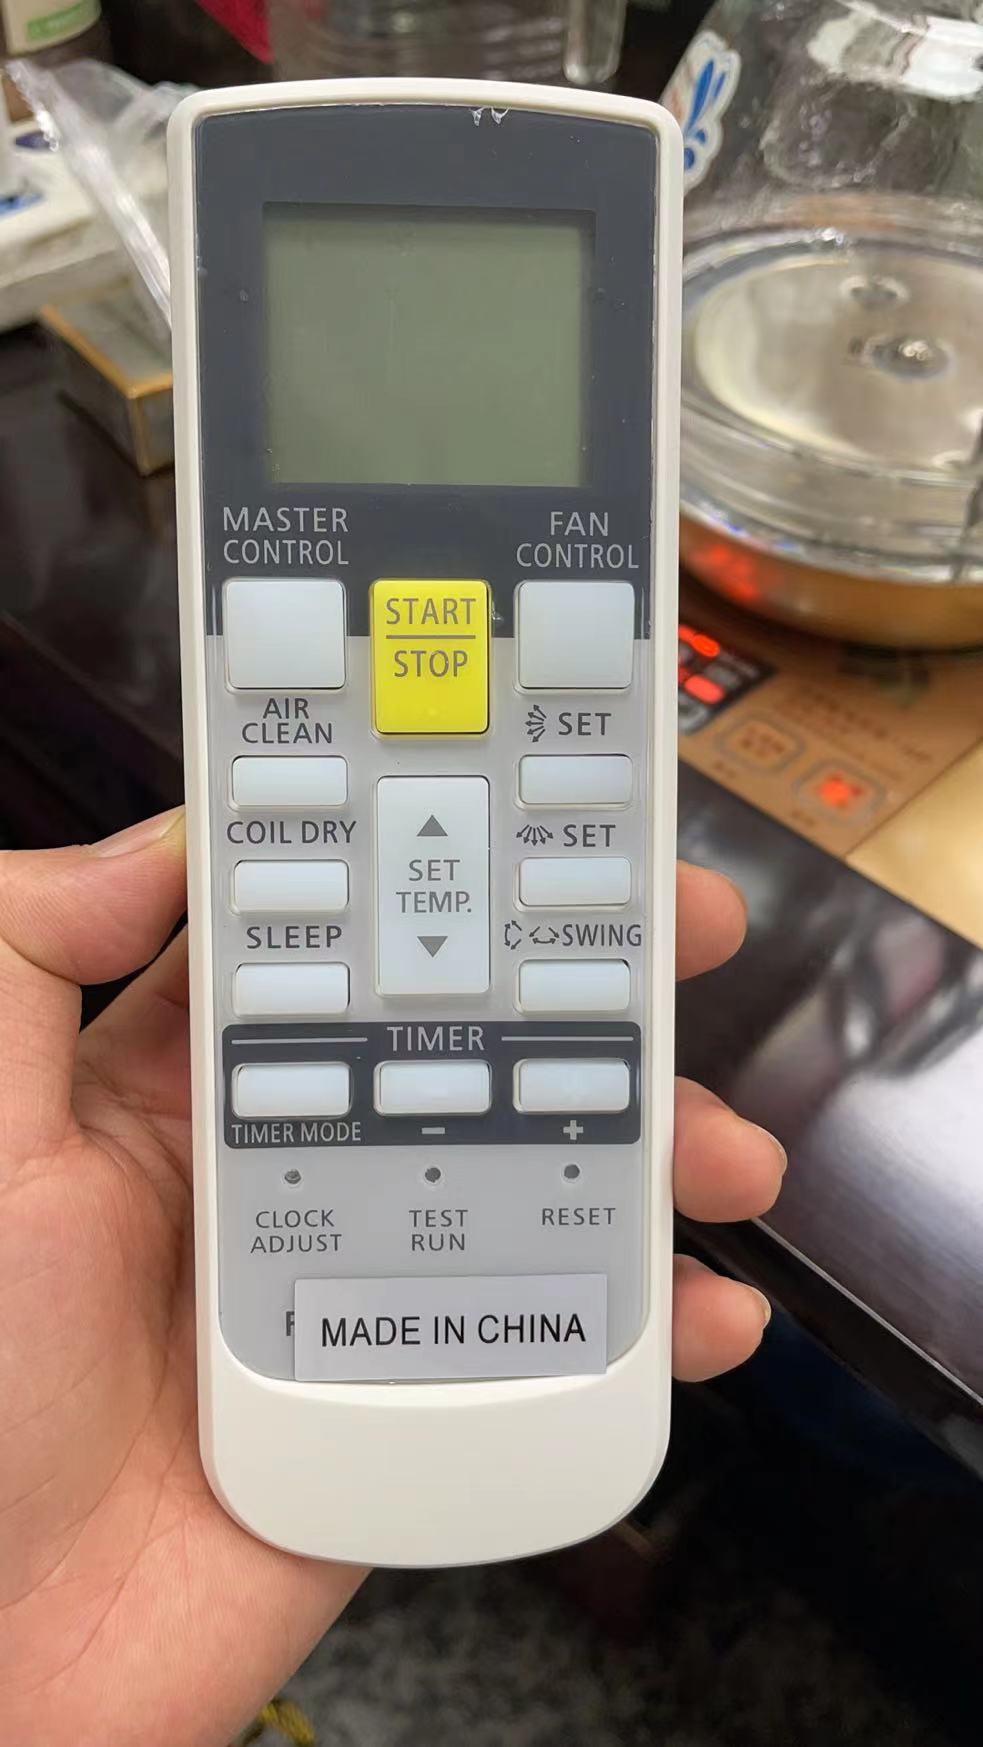 MASTER
CONTROL
FAN
CONTROL
START
STOP
AIR
CLEAN
SET
COIL DRY
SET
TEMP.
SET
SLEEP
SWING
TIMER
TIMER MODE
-
+
CLOCK
ADJUST
TEST
RUN
RESET
F
MADE IN CHINA